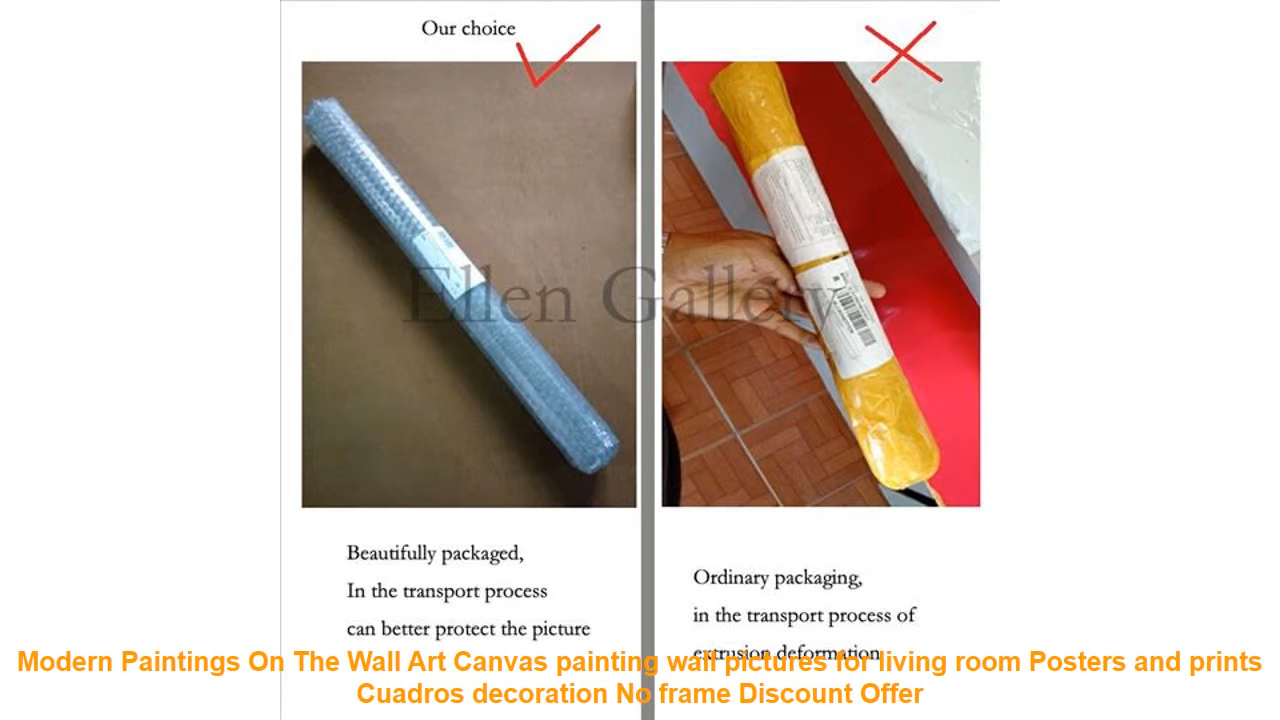 Our choice
Ellen Gallery
Beautifully packaged,
In the transport process
can better protect the picture
Ordinary packaging,
in the transport process of
extrusion deformation
Modern Paintings On The Wall Art Canvas painting wall pictures for living room Posters and prints
Cuadros decoration No frame Discount Offer